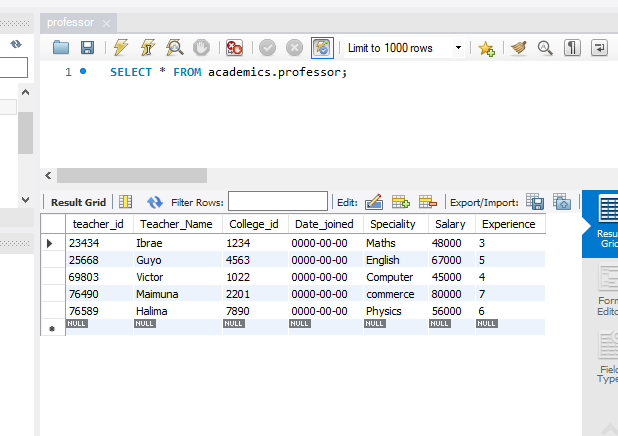 professor
Limit to 1000 rows
1 SELECT * FROM academics.professor;
Result Grid Filter Rows: Edit: Export/Import:
teacher_id Teacher_Name College_id Date_joined Speciality Salary Experience
23434 Ibrae 1234 0000-00-00 Maths 48000 3
25668 Guyo 4563 0000-00-00 English 67000 5
69803 Victor 1022 0000-00-00 Computer 45000 4
76490 Maimuna 2201 0000-00-00 commerce 80000 7
76589 Halima 7890 0000-00-00 Physics 56000 6
NULL NULL NULL NULL NULL NULL NULL
Resu
Grid
Form
Edito
Field
Type